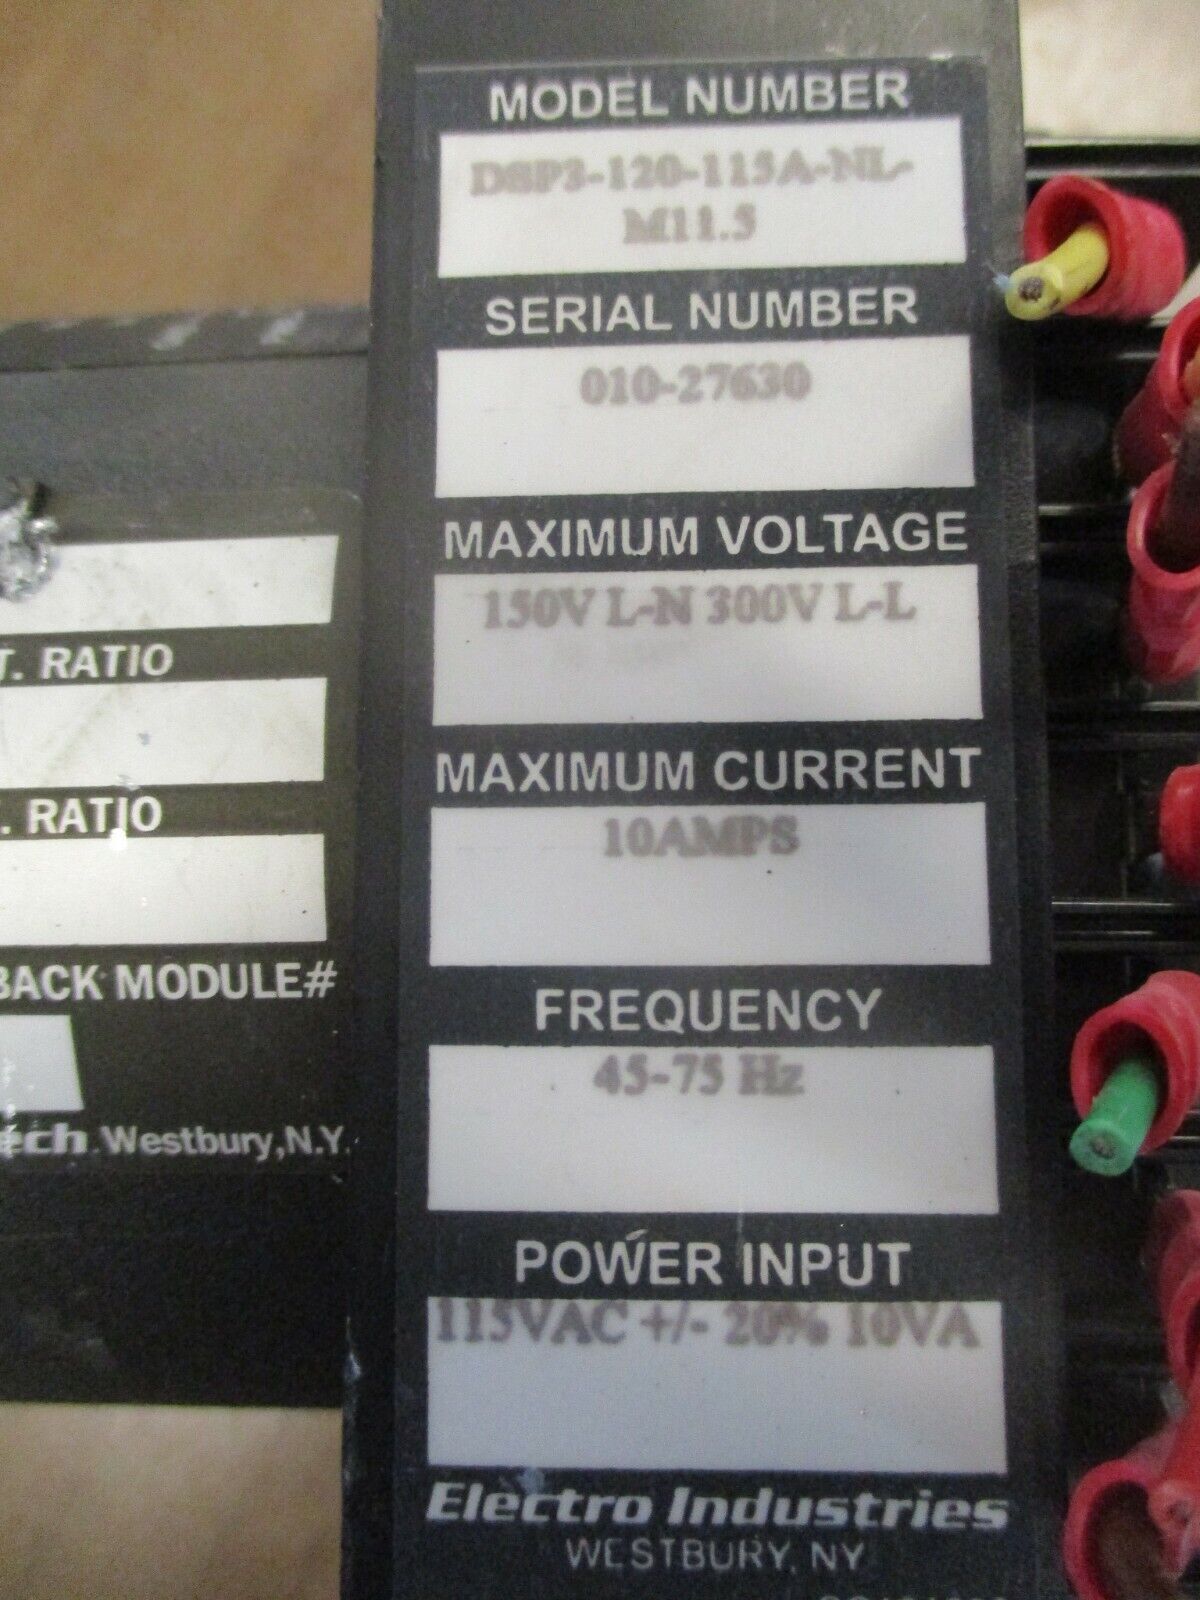 MODEL NUMBER
DSP3-120-115A-NL-
M11.5
SERIAL NUMBER
010-27630
MAXIMUM VOLTAGE
150V L-N 300V L-L
MAXIMUM CURRENT
10AMPS
FREQUENCY
45-75 Hz
POWER INPUT
115VAC +/- 20% 10VA
Electro Industries
WESTBURY, NY
T. RATIO
. RATIO
BACK MODULE#
ech Westbury, N.Y.